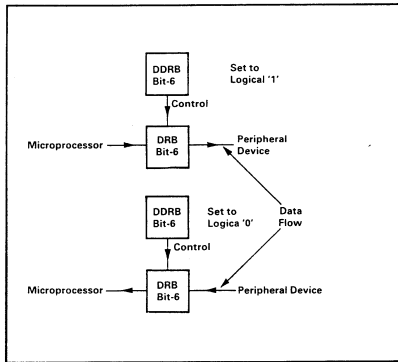 DDRB
Bit-6
Set to
Logical '1'
Control
Microprocessor
DRB
Bit-6
Peripheral
Device
DDRB
Bit-6
Set to
Logica '0'
Data
Flow
Control
Microprocessor
DRB
Bit-6
Peripheral Device